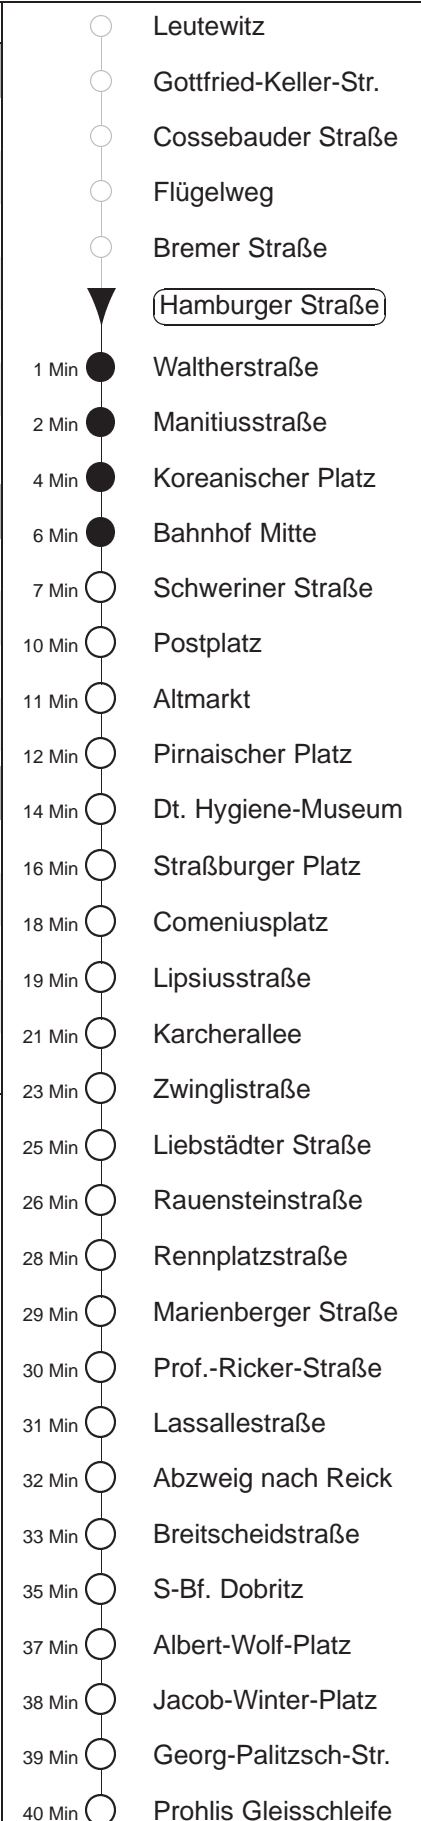 Leutewitz
Gottfried-Keller-Str.
Cossebauder Straße
Flügelweg
Bremer Straße
Hamburger Straße
1 Min Waltherstraße
2 Min Manitiusstraße
4 Min Koreanischer Platz
6 Min Bahnhof Mitte
7 Min Schweriner Straße
10 Min Postplatz
11 Min Altmarkt
12 Min Pirnaischer Platz
14 Min Dt. Hygiene-Museum
16 Min Straßburger Platz
18 Min Comeniusplatz
19 Min Lipsiusstraße
21 Min Karcherallee
23 Min Zwinglistraße
25 Min Liebstädter Straße
26 Min Rauensteinstraße
28 Min Rennplatzstraße
29 Min Marienberger Straße
30 Min Prof.-Ricker-Straße
31 Min Lassallestraße
32 Min Abzweig nach Reick
33 Min Breitscheidstraße
35 Min S-Bf. Dobritz
37 Min Albert-Wolf-Platz
38 Min Jacob-Winter-Platz
39 Min Georg-Palitzsch-Str.
40 Min Prohlis Gleisschleife